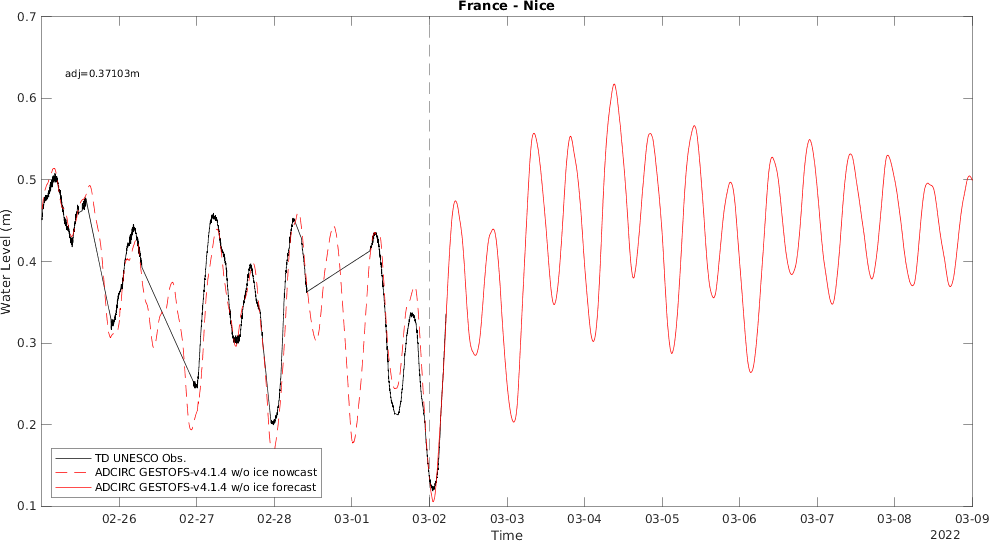 France - Nice
0.7
adj=0.37103m
0.6
0.5
0.4
0.3
0.2
0.1
Water Level (m)
TD UNESCO Obs.
ADCIRC GESTOFS-v4.1.4 w/o ice nowcast
ADCIRC GESTOFS-v4.1.4 w/o ice forecast
02-26 02-27 02-28 03-01 03-02 03-03 03-04 03-05 03-06 03-07 03-08 03-09
Time
2022